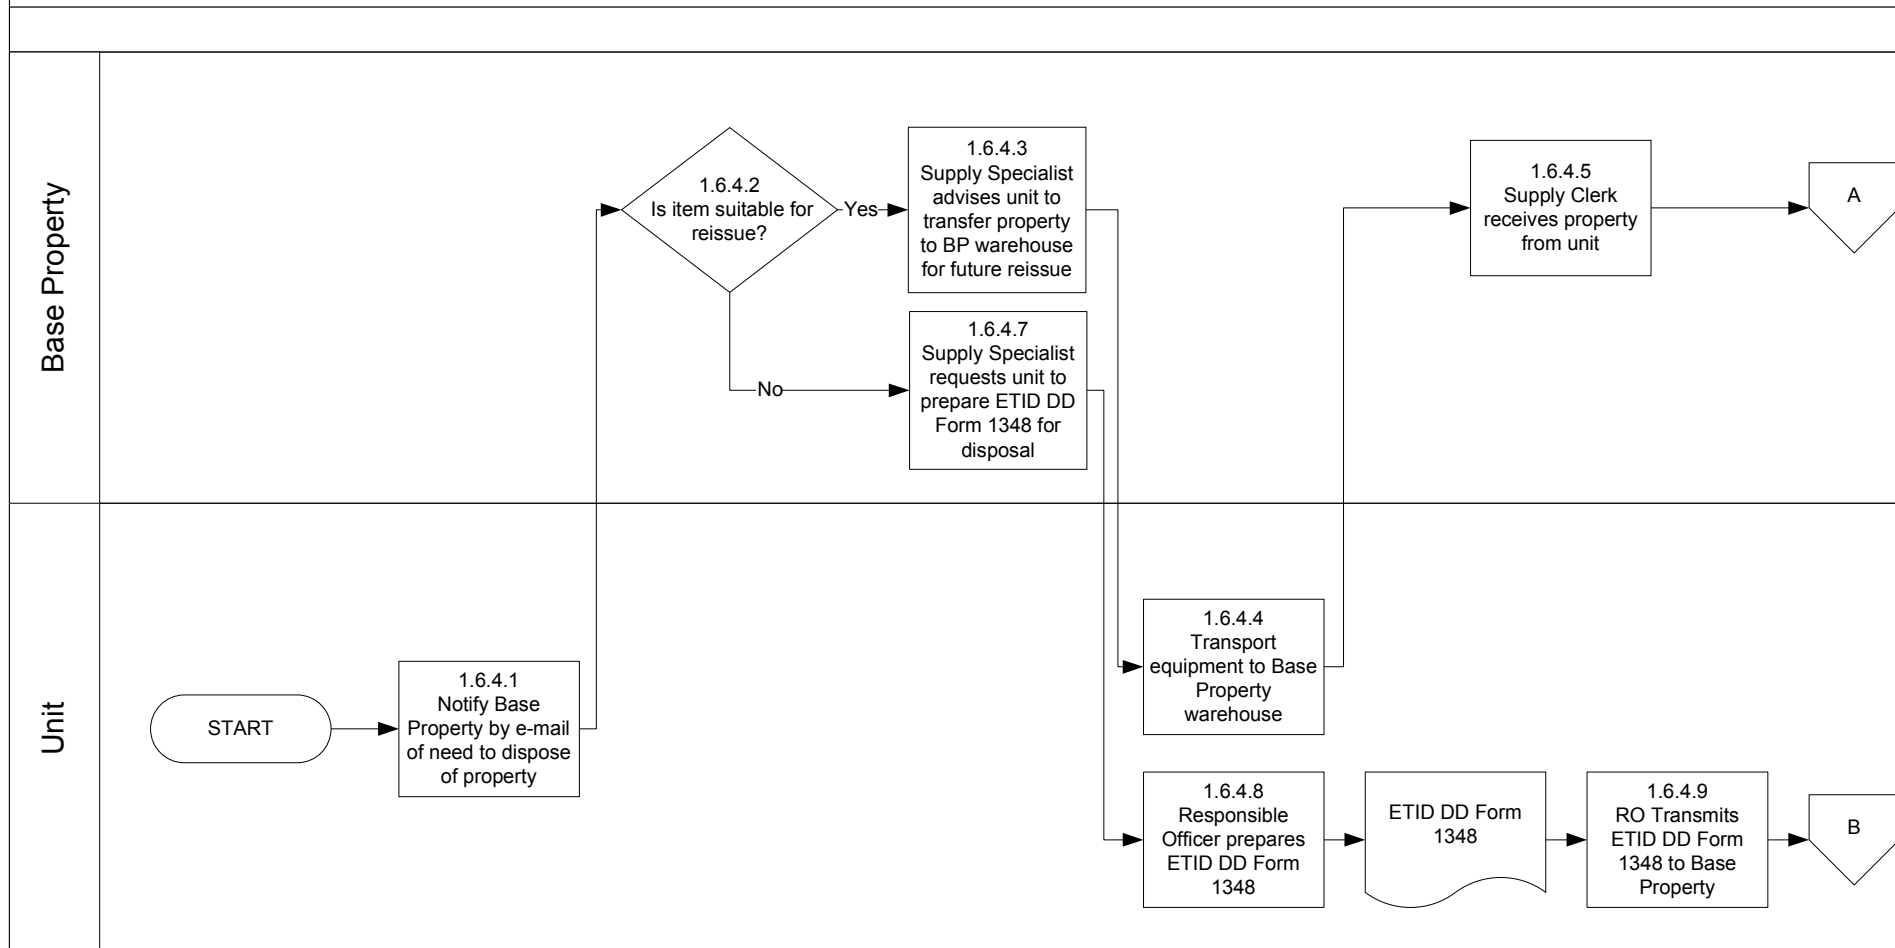 Base Property
1.6.4.2
Is item suitable for
reissue?
Yes
No
1.6.4.3
Supply Specialist
advises unit to
transfer property
to BP warehouse
for future reissue
1.6.4.7
Supply Specialist
requests unit to
prepare ETID DD
Form 1348 for
disposal
1.6.4.5
Supply Clerk
receives property
from unit
A
Unit
START
1.6.4.1
Notify Base
Property by e-mail
of need to dispose
of property
1.6.4.4
Transport
equipment to Base
Property
warehouse
1.6.4.8
Responsible
Officer prepares
ETID DD Form
1348
ETID DD Form
1348
1.6.4.9
RO Transmits
ETID DD Form
1348 to Base
Property
B